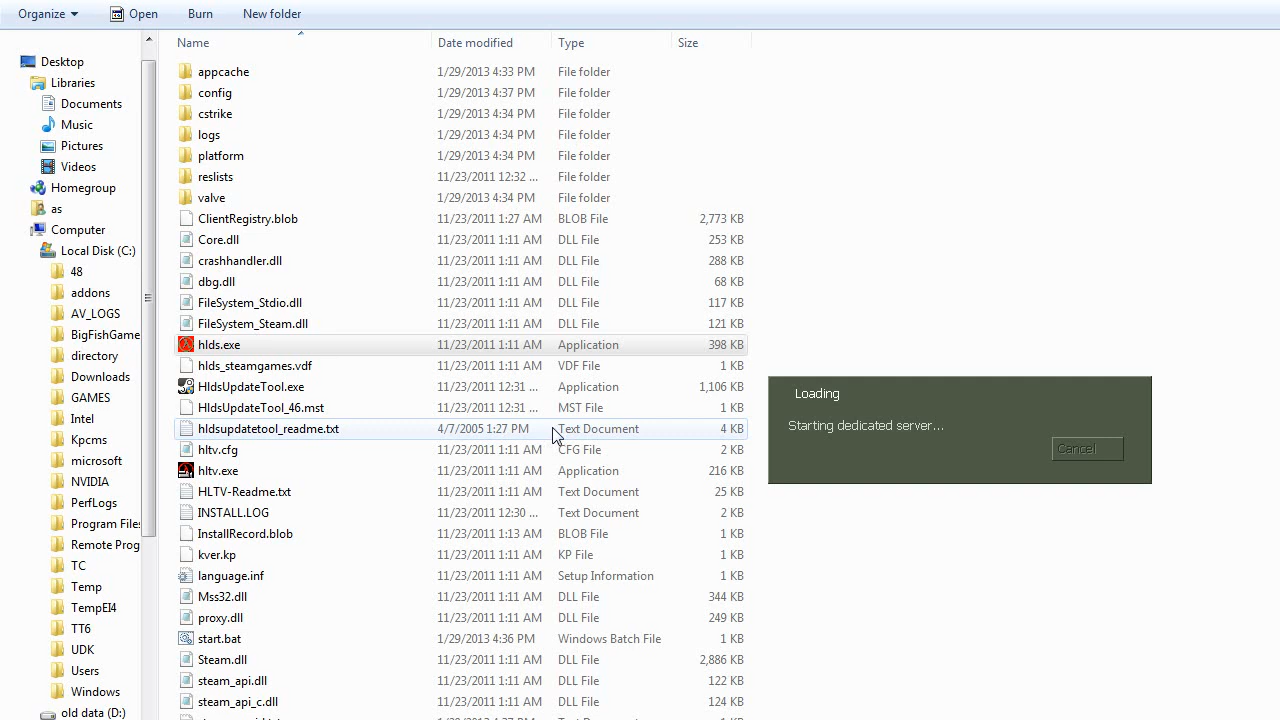 Organize Open Burn New folder
Name Date modified Type Size
Desktop
Libraries
Documents
Music
Pictures
Videos
Homegroup
as
Computer
Local Disk (C:)
48
addons
AV_LOGS
BigFishGame
directory
Downloads
GAMES
Intel
Kpcms
microsoft
NVIDIA
PerfLogs
Program Files
Remote Prog
TC
Temp
TempEI4
TT6
UDK
Users
Windows
old data (D:)
appcache 1/29/2013 4:33 PM File folder
config 1/29/2013 4:37 PM File folder
cstrike 1/29/2013 4:34 PM File folder
logs 1/29/2013 4:34 PM File folder
platform 1/29/2013 4:34 PM File folder
reslists 11/23/2011 12:32 ... File folder
valve 1/29/2013 4:34 PM File folder
ClientRegistry.blob 11/23/2011 1:27 AM BLOB File 2,773 KB
Core.dll 11/23/2011 1:11 AM DLL File 253 KB
crashhandler.dll 11/23/2011 1:11 AM DLL File 288 KB
dbg.dll 11/23/2011 1:11 AM DLL File 68 KB
FileSystem_Stdio.dll 11/23/2011 1:11 AM DLL File 117 KB
FileSystem_Steam.dll 11/23/2011 1:11 AM DLL File 121 KB
hlds.exe 11/23/2011 1:11 AM Application 398 KB
hlds_steamgames.vdf 11/23/2011 1:11 AM VDF File 1 KB
HldsUpdateTool.exe 11/23/2011 12:31 ... Application 1,106 KB
HldsUpdateTool_46.mst 11/23/2011 12:31 ... MST File 1 KB
hldsupdatetool_readme.txt 4/7/2005 1:27 PM Text Document 4 KB
hltv.cfg 11/23/2011 1:11 AM CFG File 2 KB
hltv.exe 11/23/2011 1:11 AM Application 216 KB
HLTV-Readme.txt 11/23/2011 1:11 AM Text Document 25 KB
INSTALL.LOG 11/23/2011 12:30 ... Text Document 2 KB
InstallRecord.blob 11/23/2011 1:13 AM BLOB File 1 KB
kver.kp 11/23/2011 1:11 AM KP File 1 KB
language.inf 11/23/2011 1:11 AM Setup Information 1 KB
Mss32.dll 11/23/2011 1:11 AM DLL File 344 KB
proxy.dll 11/23/2011 1:11 AM DLL File 249 KB
start.bat 1/29/2013 4:36 PM Windows Batch File 1 KB
Steam.dll 11/23/2011 1:11 AM DLL File 2,886 KB
steam_api.dll 11/23/2011 1:11 AM DLL File 122 KB
steam_api_c.dll 11/23/2011 1:11 AM DLL File 124 KB
Loading
Starting dedicated server...
Cancel